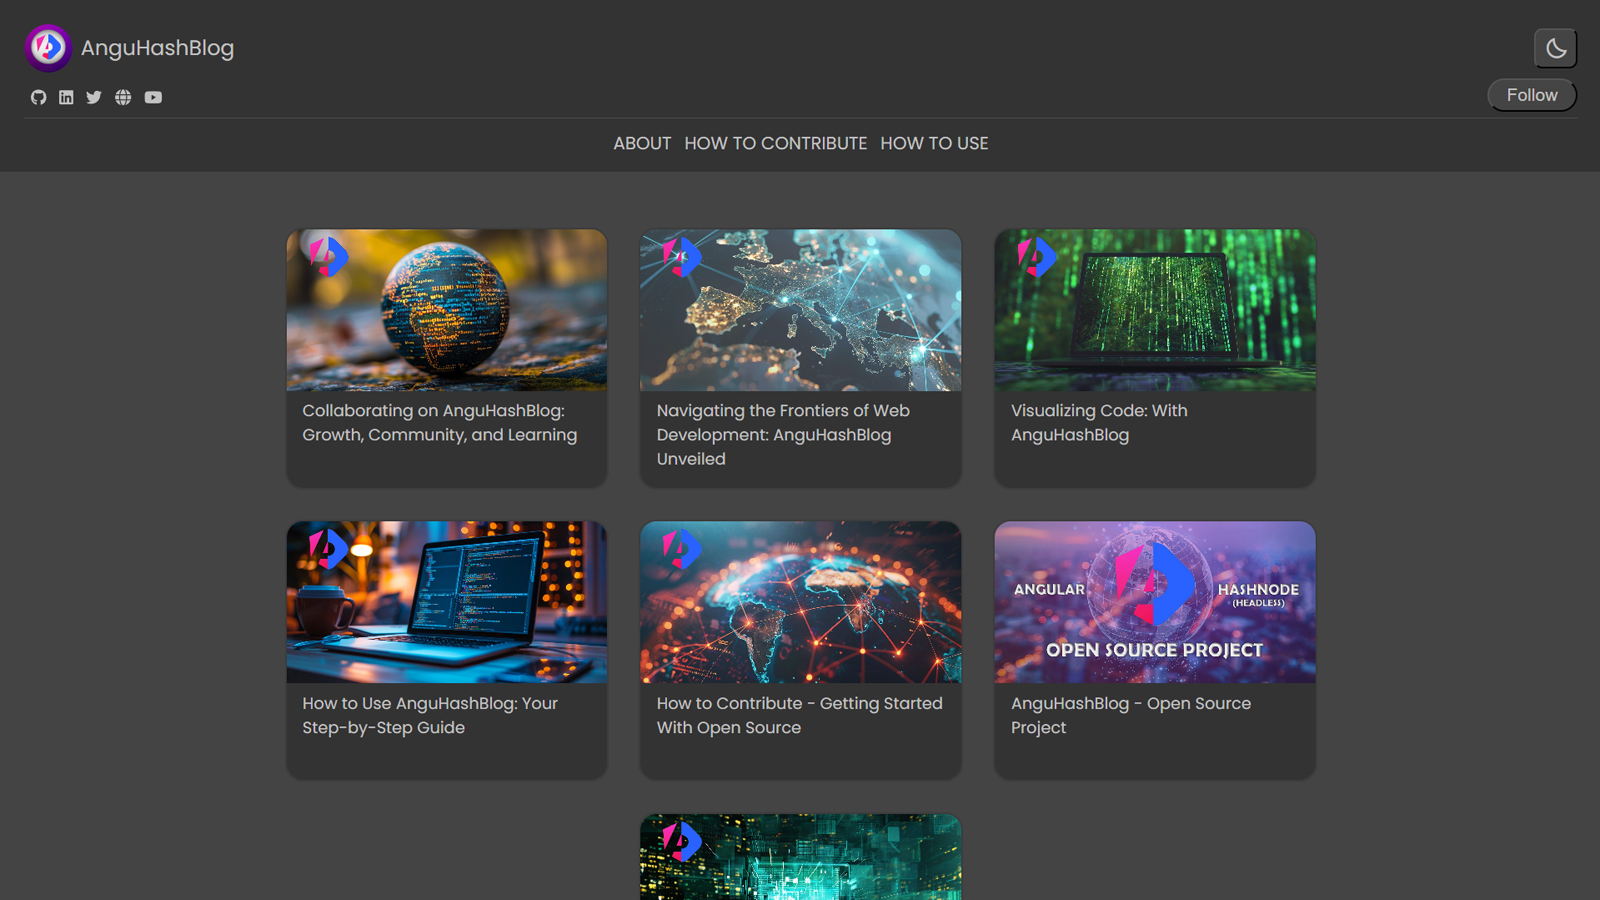 AnguHashBlog
Follow
ABOUT HOW TO CONTRIBUTE HOW TO USE
Collaborating on AnguHashBlog:
Growth, Community, and Learning
Navigating the Frontiers of Web
Development: AnguHashBlog
Unveiled
Visualizing Code: With
AnguHashBlog
ANGULAR
HASHNODE
(HEADLESS)
OPEN SOURCE PROJECT
How to Use AnguHashBlog: Your
Step-by-Step Guide
How to Contribute - Getting Started
With Open Source
AnguHashBlog - Open Source
Project